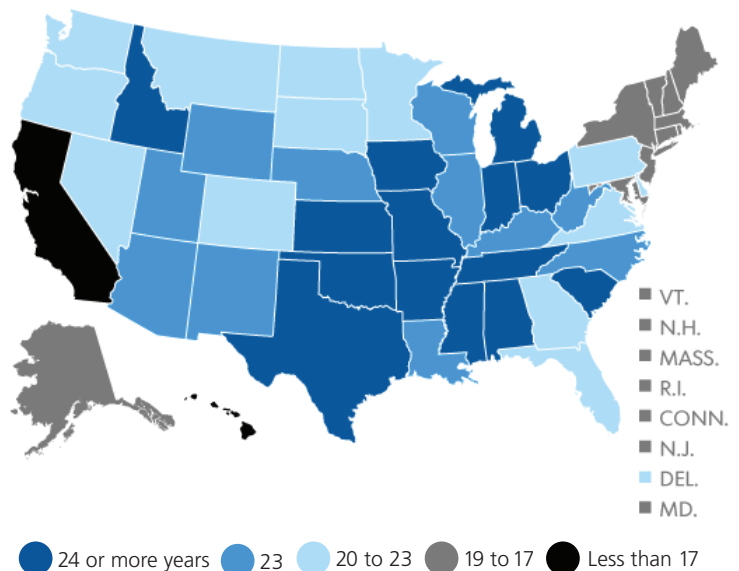 VT.
N.H.
MASS.
R.I.
CONN.
N.J.
DEL.
MD.
24 or more years 23 20 to 23 19 to 17 Less than 17